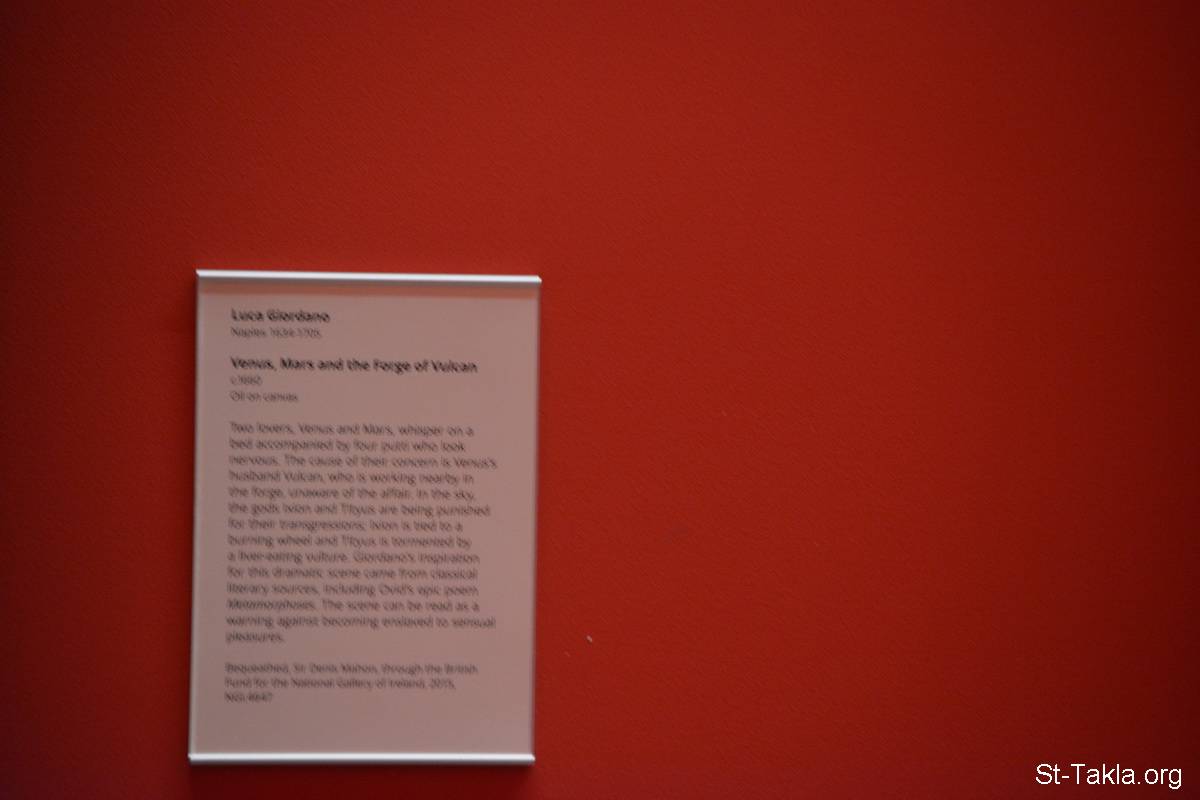 Luca Giordano
Naples 1634-1705
Venus, Mars and the Forge of Vulcan
c.1660
Oil on canvas
Two lovers, Venus and Mars, whisper on a
bed accompanied by four putti who look
nervous. The cause of their concern is Venus's
husband Vulcan, who is working nearby in
the forge, unaware of the affair. In the sky,
the gods Ixion and Tityus are being punished
for their transgressions; Ixion is tied to a
burning wheel and Tityus is tormented by
a liver-eating vulture. Giordano's inspiration
for this dramatic scene came from classical
literary sources, including Ovid's epic poem
Metamorphoses. The scene can be read as a
warning against becoming enslaved to sensual
pleasures.
Bequeathed, Sir Denis Mahon, through the British
Fund for the National Gallery of Ireland, 2013,
St-Takla.org